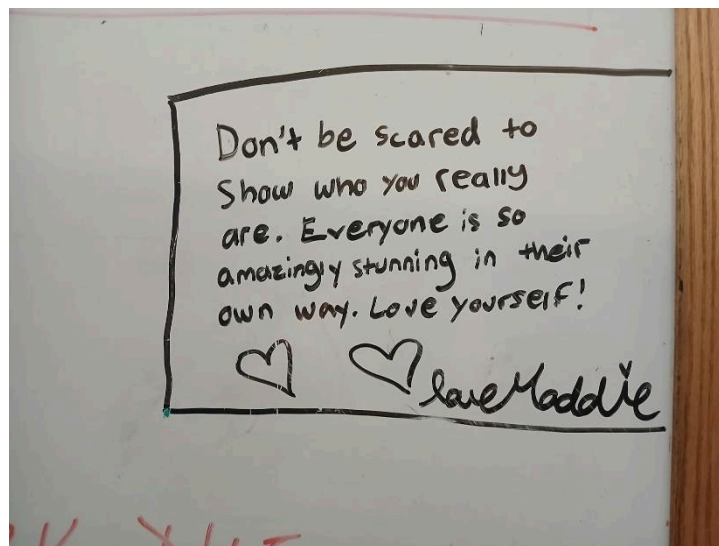 Don't be scared to
Show who you really
are. Everyone is so
amazingly stunning in their
own way. Love yourself!
love Maddie